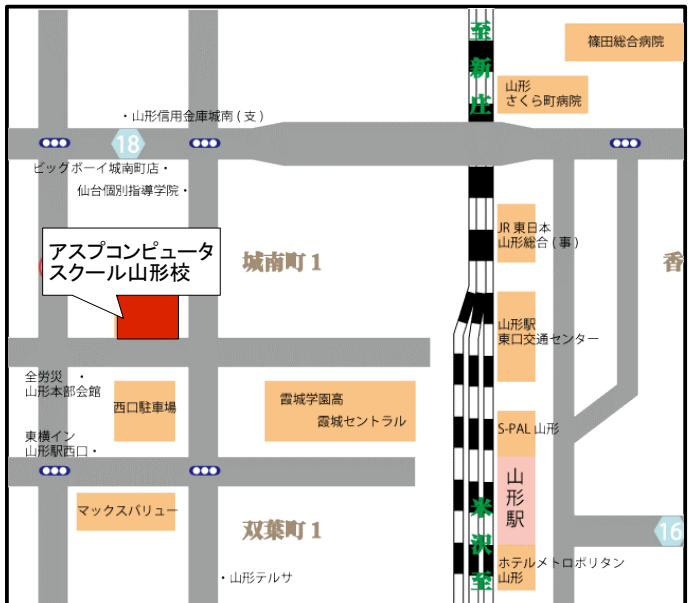 至新庄
篠田総合病院
山形
さくら町病院
・山形信用金庫城南(支)
18
ビッグボーイ城南町店・
仙台個別指導学院・
アスプコンピュータ
スクール山形校
城南町1
JR東日本
山形総合(事)
香
山形駅
東口交通センター
全労災 ・
山形本部会館
西口駐車場
霞城学園高
霞城セントラル
S-PAL山形
東横イン
山形駅西口・
山形駅
マックスバリュー
双葉町1
米沢至
16
ホテルメトロポリタン
山形
・山形テルサ